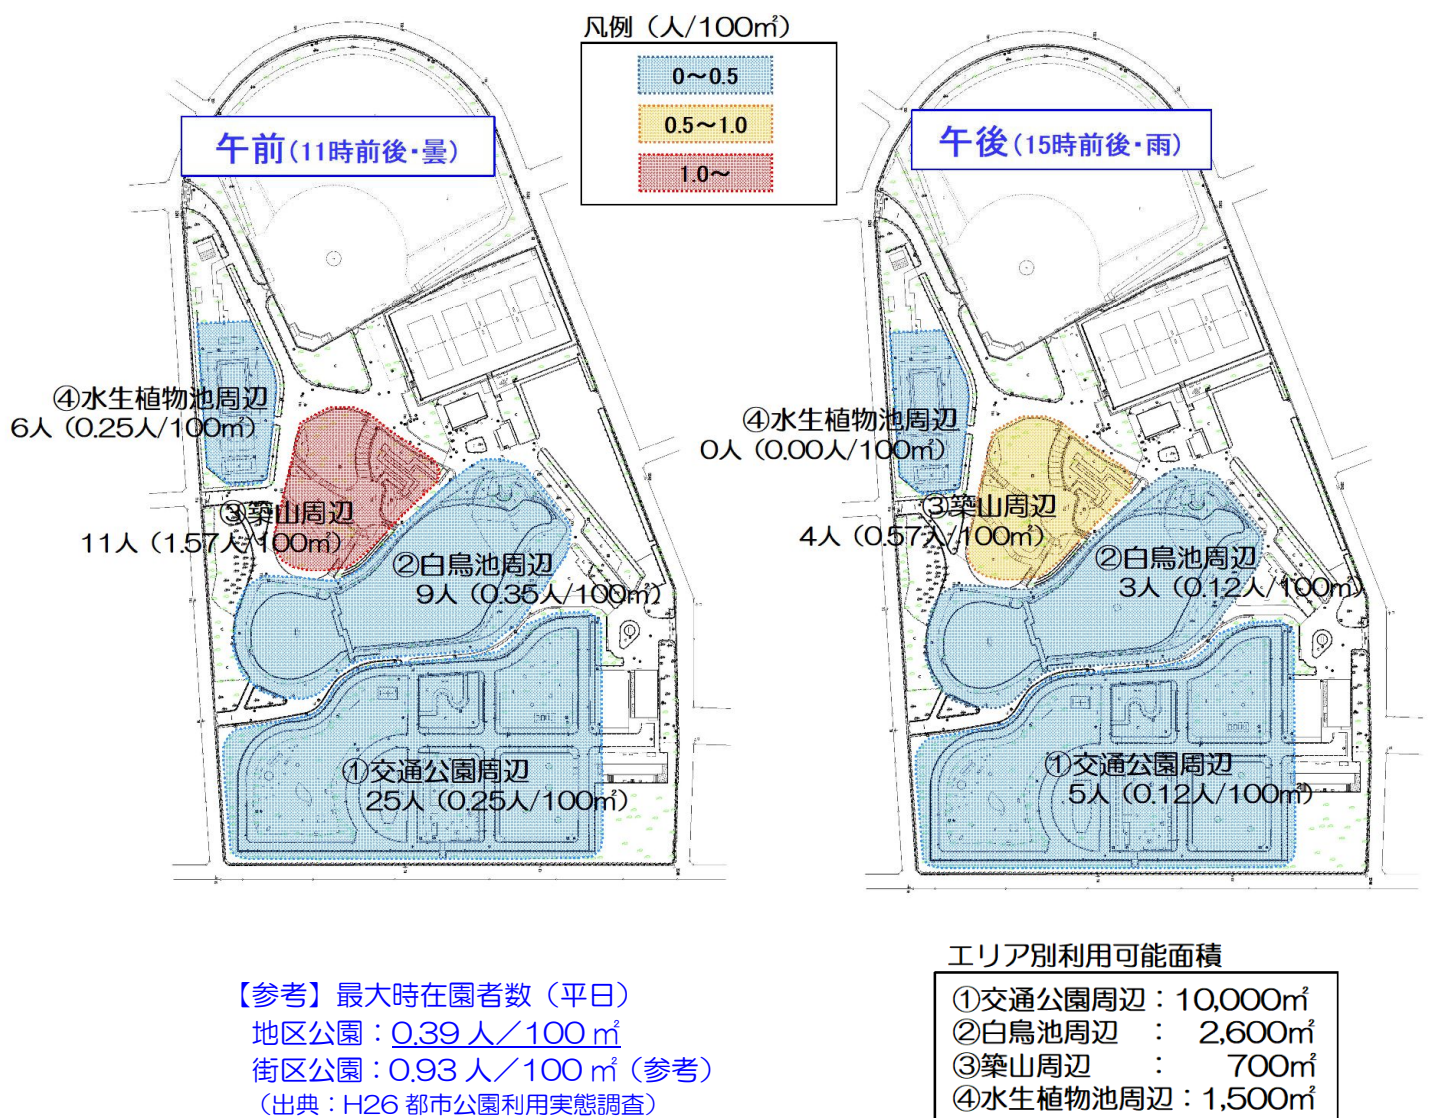 凡例（人/100㎡）
0～0.5
0.5～1.0
1.0～
午前(11時前後・曇)
④水生植物池周辺
6人（0.25人/100㎡）
③築山周辺
11人（1.57人/100㎡）
②白鳥池周辺
9人（0.35人/100㎡）
①交通公園周辺
25人（0.25人/100㎡）
午後(15時前後・雨)
④水生植物池周辺
0人（0.00人/100㎡）
③築山周辺
4人（0.57人/100㎡）
②白鳥池周辺
3人（0.12人/100㎡）
①交通公園周辺
5人（0.12人/100㎡）
【参考】最大時在園者数（平日）
地区公園：0.39 人／100 ㎡
街区公園：0.93 人／100 ㎡（参考）
（出典：H26 都市公園利用実態調査）
エリア別利用可能面積
①交通公園周辺：10,000㎡
②白鳥池周辺　：　2,600㎡
③築山周辺　　：　　700㎡
④水生植物池周辺：1,500㎡